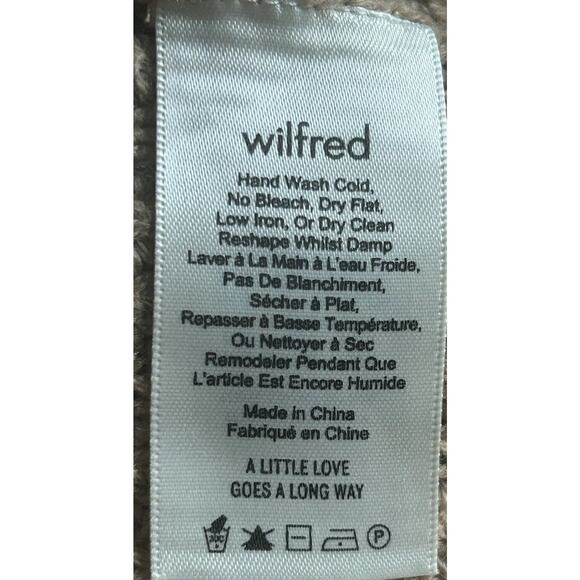 wilfred
Hand Wash Cold,
No Bleach, Dry Flat,
Low Iron, Or Dry Clean
Reshape Whilst Damp
Laver à La Main à L'eau Froide,
Pas De Blanchiment,
Sécher à Plat,
Repasser à Basse Température,
Ou Nettoyer à Sec
Remodeler Pendant Que
L'article Est Encore Humide
Made In China
Fabriqué en Chine
A LITTLE LOVE
GOES A LONG WAY
30C P